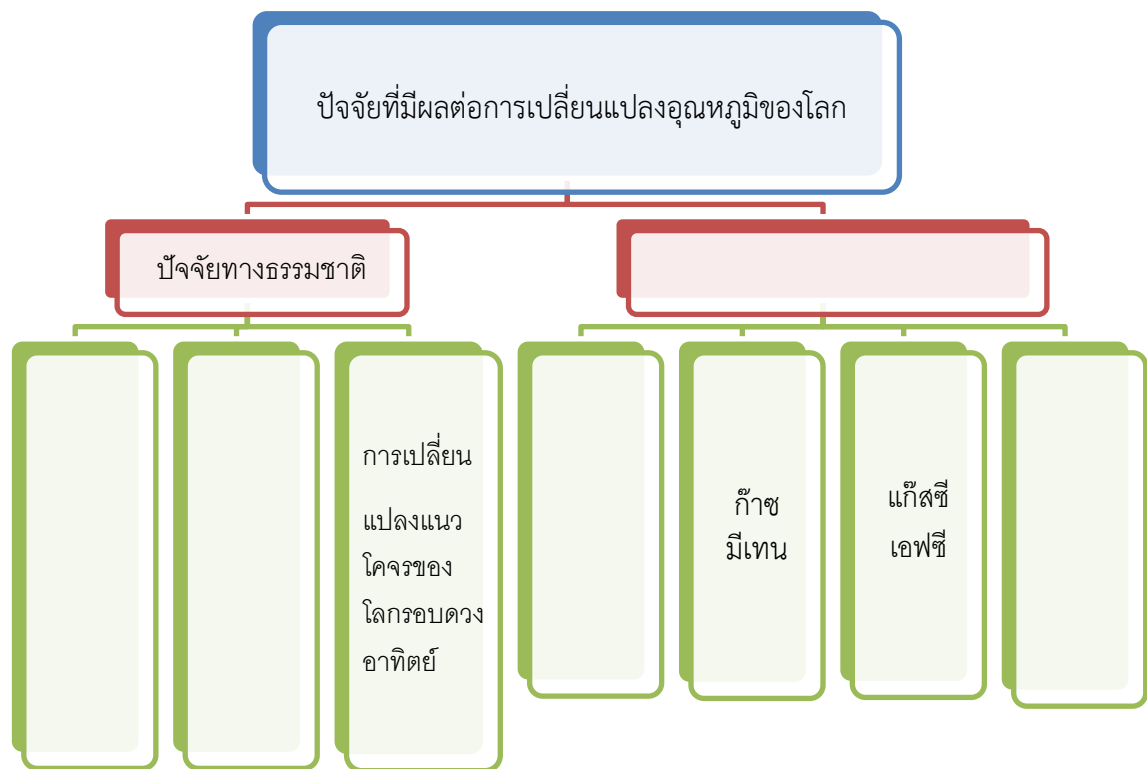 ปัจจัยที่มีผลต่อการเปลี่ยนแปลงอุณหภูมิของโลก
ปัจจัยทางธรรมชาติ
การเปลี่ยน
แปลงแนว
โคจรของ
โลกรอบดวง
อาทิตย์
ก๊าซ
มีเทน
แก๊สซี
เอฟซี